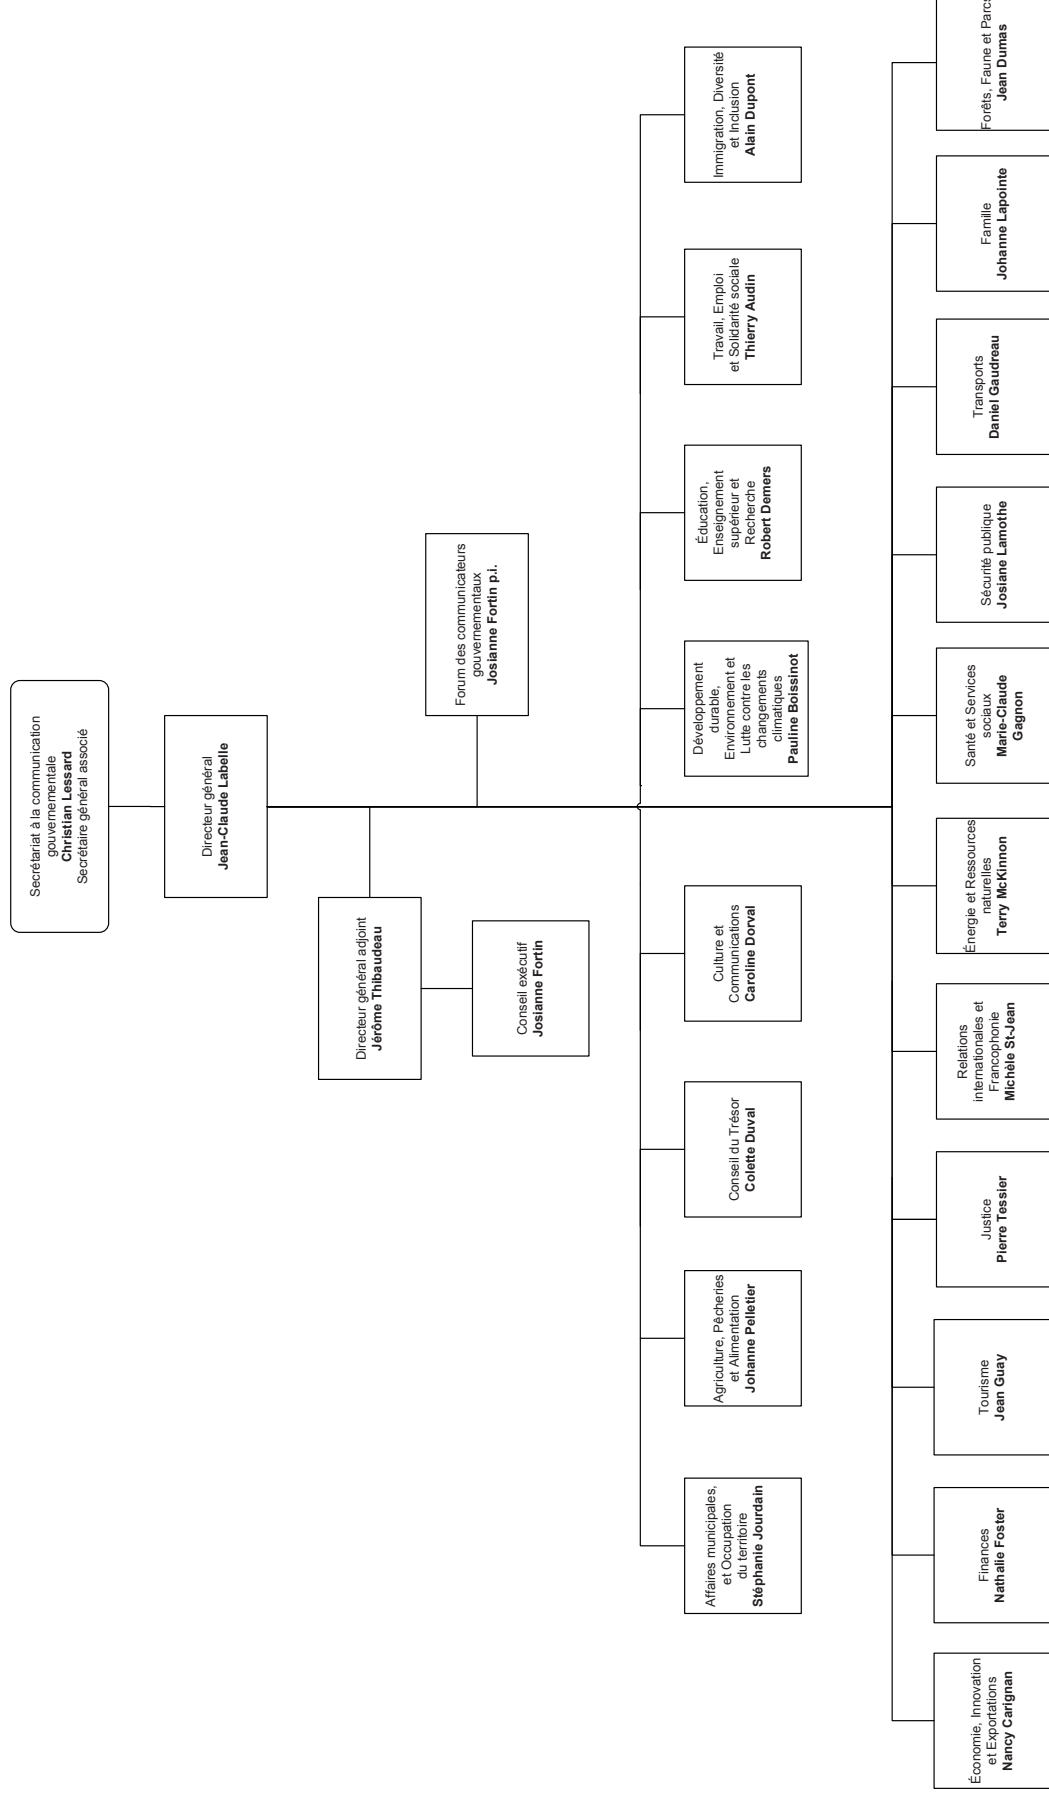 Secrétariat à la communication
gouvernementale
Christian Lessard
Secrétaire général associé
Directeur général
Jean-Claude Labelle
Directeur général adjoint
Jérôme Thibaudeau
Forum des communicateurs
gouvernementaux
Josianne Fortin p.i.
Conseil exécutif
Josianne Fortin
Affaires municipales,
et Occupation
du territoire
Stéphanie Jourdain
Agriculture, Pêcheries
et Alimentation
Johanne Pelletier
Conseil du Trésor
Colette Duval
Culture et
Communications
Caroline Dorval
Développement
durable,
Environnement et
Lutte contre les
changements
climatiques
Pauline Boissinot
Éducation,
Enseignement
supérieur et
Recherche
Robert Demers
Travail, Emploi
et Solidarité sociale
Thierry Audin
Immigration, Diversité
et Inclusion
Alain Dupont
Économie, Innovation
et Exportations
Nancy Carignan
Finances
Nathalie Foster
Tourisme
Jean Guay
Justice
Pierre Tessier
Relations
internationales et
Francophonie
Michèle St-Jean
Énergie et Ressources
naturelles
Terry McKinnon
Santé et Services
sociaux
Marie-Claude
Gagnon
Sécurité publique
Josiane Lamothe
Transports
Daniel Gaudreau
Famille
Johanne Lapointe
Forêts, Faune et Parcs
Jean Dumas